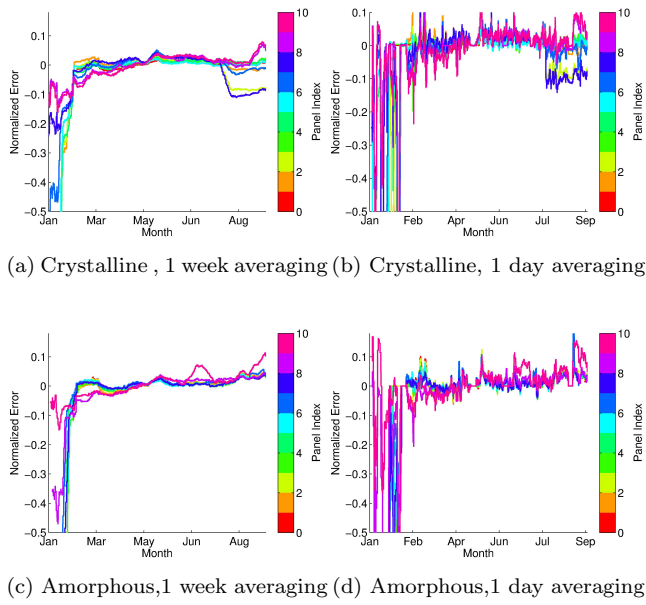 0.1
0
−0.1
−0.2
−0.3
−0.4
−0.5
Normalized Error
Jan Mar May Jun Aug
Month
10
8
6
4
2
0
Panel Index
0.1
0
−0.1
−0.2
−0.3
−0.4
−0.5
Normalized Error
Jan Feb Apr Jul Sep
Month
10
8
6
4
2
0
Panel Index
(a) Crystalline , 1 week averaging (b) Crystalline, 1 day averaging
0.1
0
−0.1
−0.2
−0.3
−0.4
−0.5
Normalized Error
Jan Mar May Jun Aug
Month
10
8
6
4
2
0
Panel Index
0.1
0
−0.1
−0.2
−0.3
−0.4
−0.5
Normalized Error
Jan Feb Apr Jul Sep
Month
10
8
6
4
2
0
Panel Index
(c) Amorphous,1 week averaging (d) Amorphous,1 day averaging